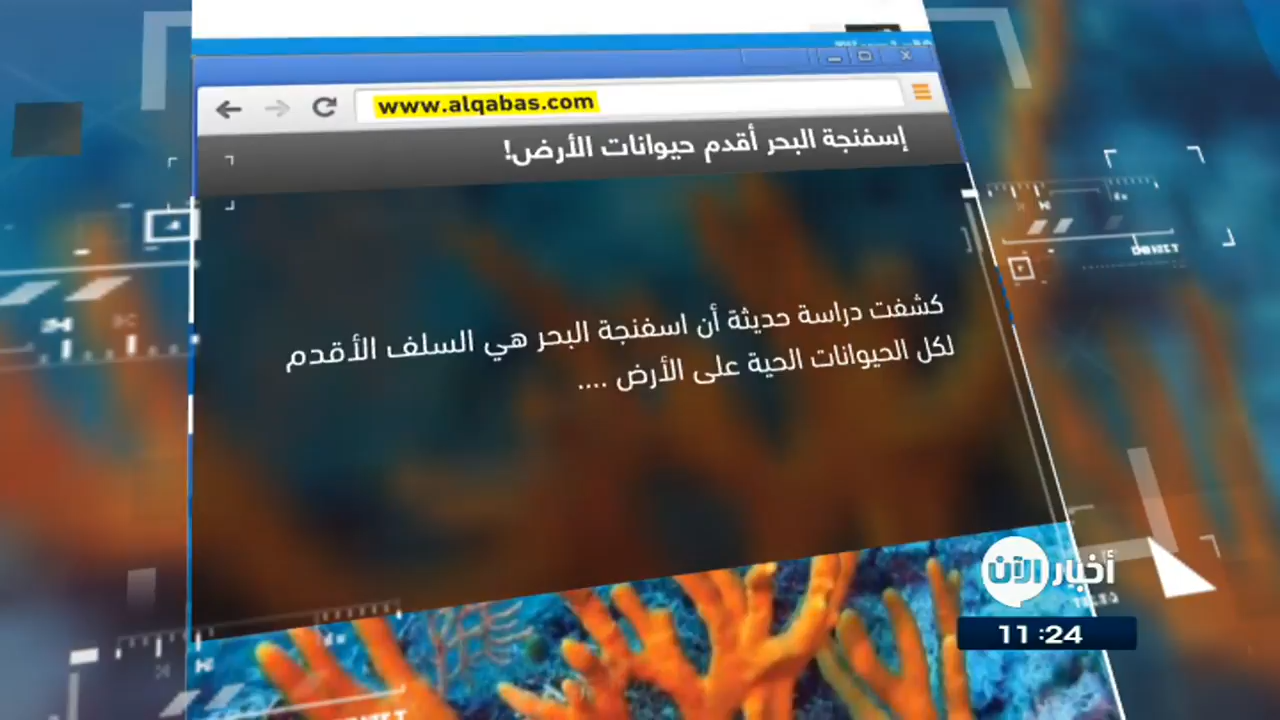 www.alqabas.com
إسفنجة البحر أقدم حيوانات الأرض!
كشفت دراسة حديثة أن اسفنجة البحر هي السلف الأقدم
لكل الحيوانات الحية على الأرض ....
أخبار الآن
11:24